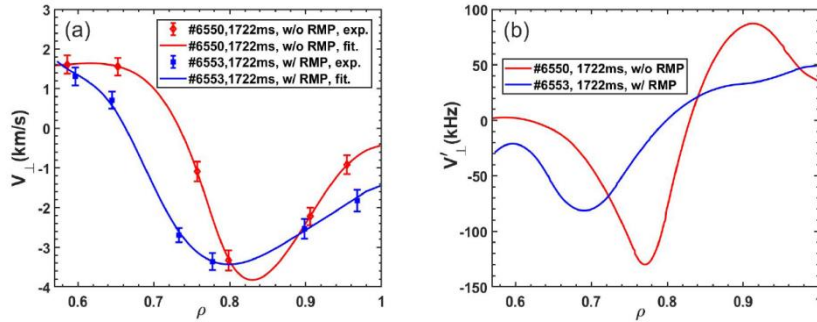 (a)
#6550,1722ms, w/o RMP, exp.
#6550,1722ms, w/o RMP, fit.
#6553,1722ms, w/ RMP, exp.
#6553,1722ms, w/ RMP, fit.
V⊥ (km/s)
3
2
1
0
-1
-2
-3
-4
0.6
0.7
0.8
0.9
1
ρ
(b)
#6550, 1722ms, w/o RMP
#6553, 1722ms, w/ RMP
V′⊥ (kHz)
100
50
0
-50
-100
-150
0.6
0.7
0.8
0.9
1
ρ